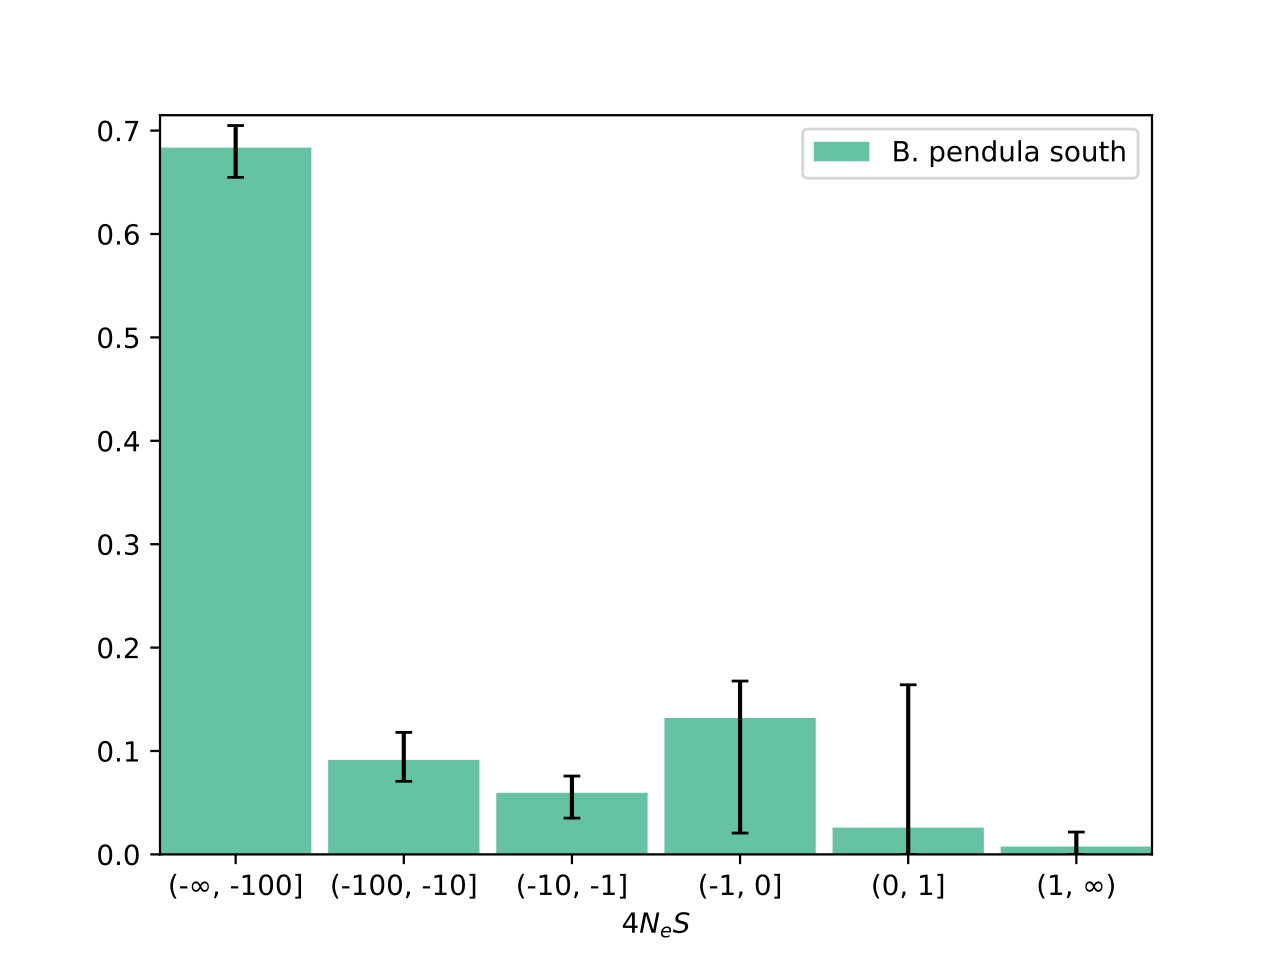 B. pendula south
0.7
0.6
0.5
0.4
0.3
0.2
0.1
0.0
(-∞, -100] (-100, -10] (-10, -1] (-1, 0] (0, 1] (1, ∞)
4NₑS